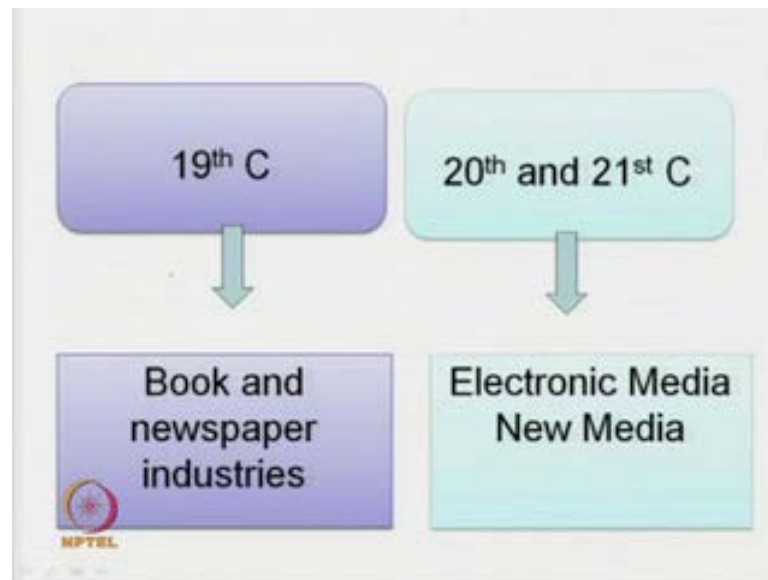 19th C
20th and 21st C
Book and
newspaper
industries
Electronic Media
New Media
NPTEL